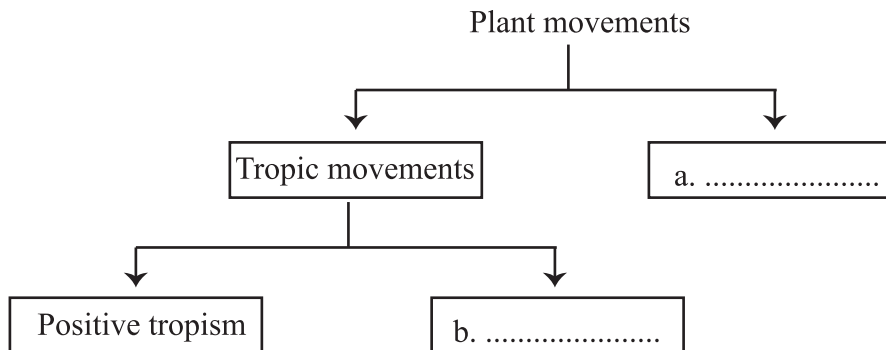 Plant movements
Tropic movements
a. ......................
Positive tropism
b. ......................